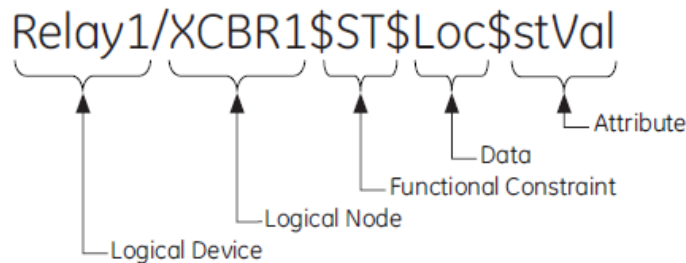 Relay1/XCBR1$ST$Loc$stVal
Attribute
Data
Functional Constraint
Logical Node
Logical Device